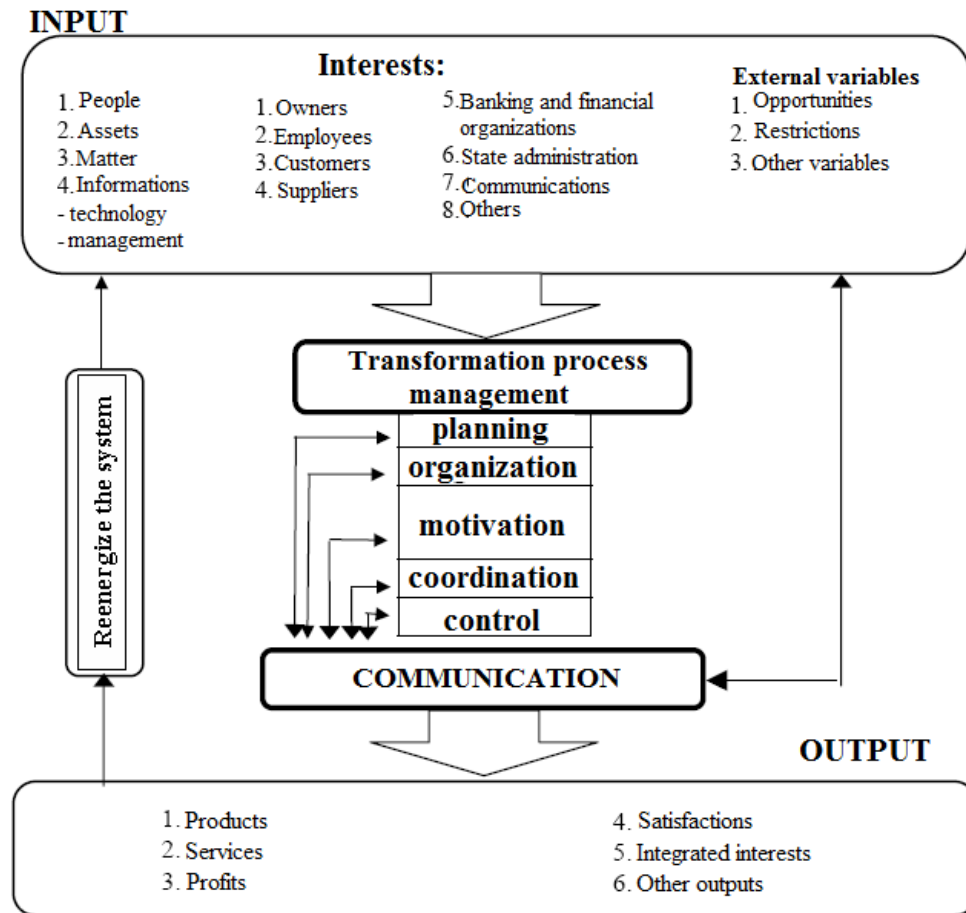 INPUT
Interests:
1. People
2. Assets
3. Matter
4. Informations
- technology
- management
1. Owners
2. Employees
3. Customers
4. Suppliers
5. Banking and financial
organizations
6. State administration
7. Communications
8. Others
External variables
1. Opportunities
2. Restrictions
3. Other variables
Transformation process
management
planning
organization
motivation
coordination
control
Reenergize the system
COMMUNICATION
OUTPUT
1. Products
2. Services
3. Profits
4. Satisfactions
5. Integrated interests
6. Other outputs